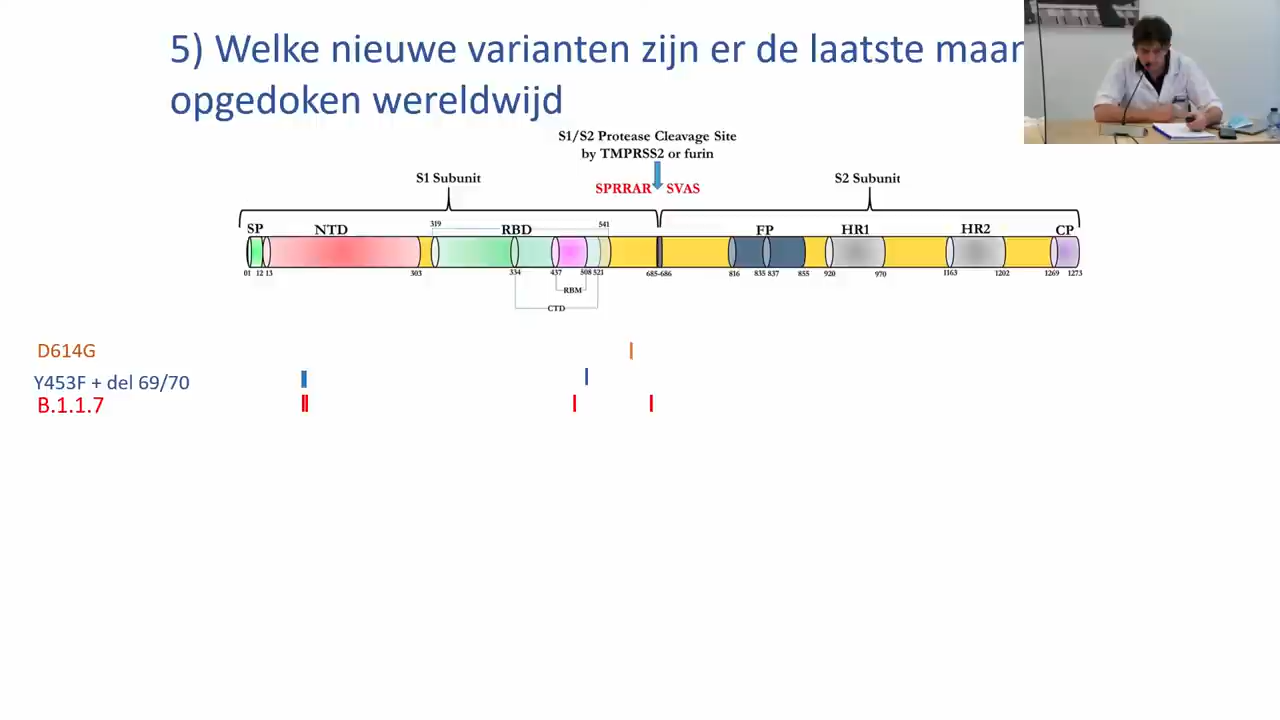 5) Welke nieuwe varianten zijn er de laatste maan
opgedoken wereldwijd
S1/S2 Protease Cleavage Site
by TMPRSS2 or furin
SPRRAR SVAS
S1 Subunit
S2 Subunit
SP NTD 319 RBD 541 FP HR1 HR2 CP
01 12 13 303 334 437 508 521 685-686 816 835 837 855 920 970 1163 1202 1269 1273
RBM
CTD
D614G
Y453F + del 69/70
B.1.1.7